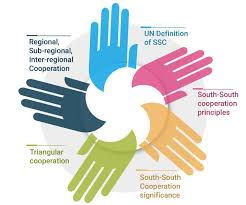 Regional,
Sub-regional,
Inter-regional
Cooperation
UN Definition
of SSC
South-South
cooperation
principles
South-South
Cooperation
significance
Triangular
cooperation